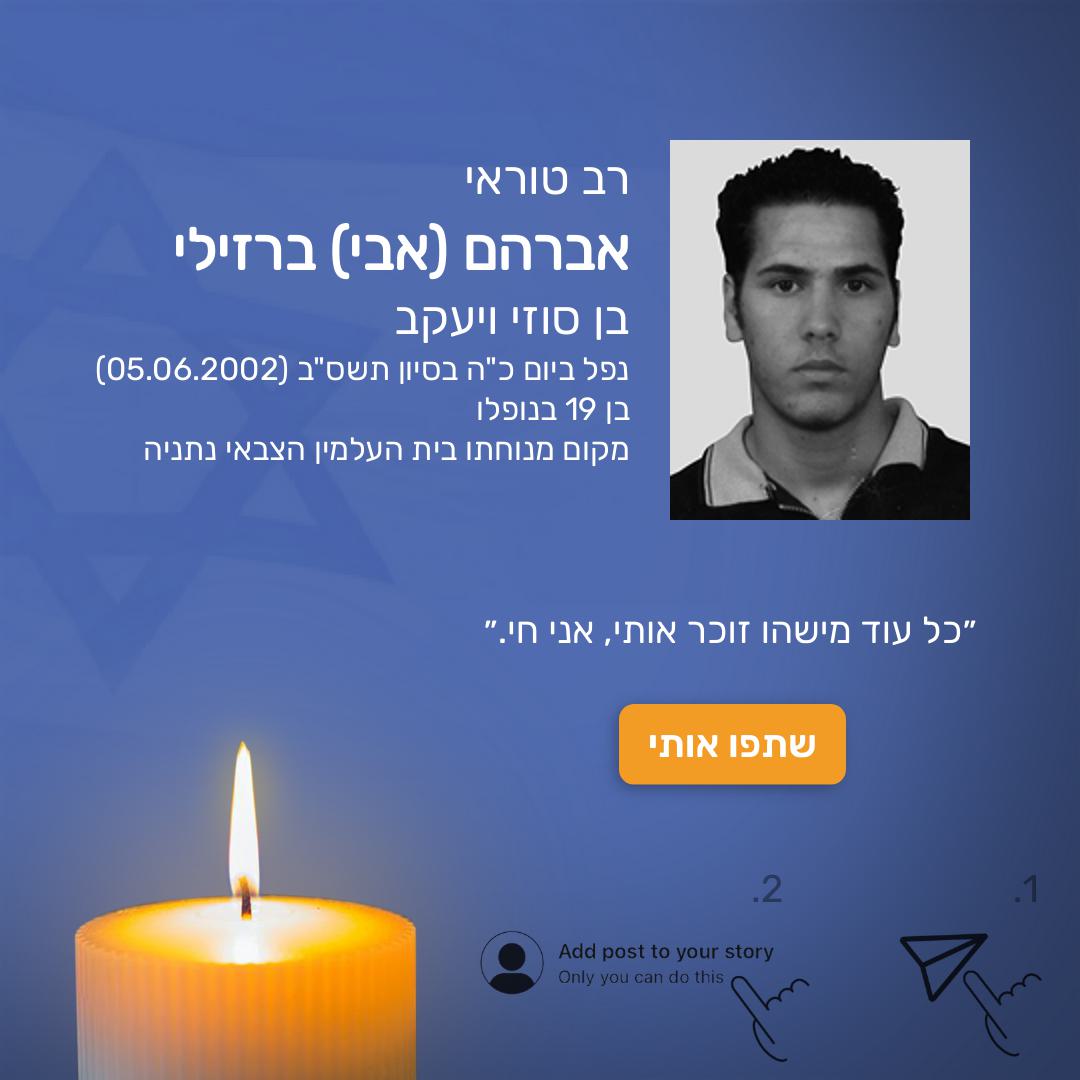 רב טוראי
אברהם (אבי) ברזילי
בן סוזי ויעקב
נפל ביום כ"ה בסיון תשס"ב (05.06.2002)
בן 19 בנופלו
מקום מנוחתו בית העלמין הצבאי נתניה
״כל עוד מישהו זוכר אותי, אני חי.״
שתפו אותי
1.
2.
Add post to your story
Only you can do this